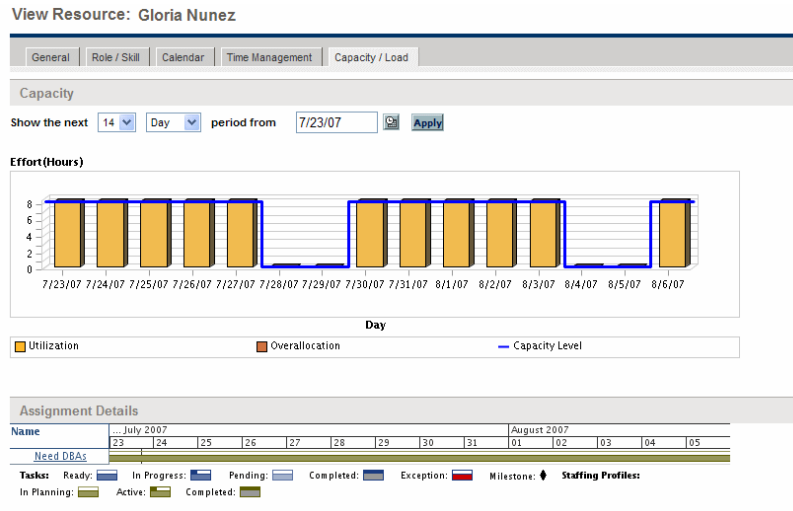 View Resource: Gloria Nunez
General Role / Skill Calendar Time Management Capacity / Load
Capacity
Show the next 14 Day period from 7/23/07 Apply
Effort(Hours)
8
6
4
2
0
7/23/07 7/24/07 7/25/07 7/26/07 7/27/07 7/28/07 7/29/07 7/30/07 7/31/07 8/1/07 8/2/07 8/3/07 8/4/07 8/5/07 8/6/07
Day
Utilization Overallocation Capacity Level
Assignment Details
Name ... July 2007 August 2007
23 24 25 26 27 28 29 30 31 01 02 03 04 05
Need DBAs
Tasks: Ready: In Progress: Pending: Completed: Exception: Milestone: Staffing Profiles:
In Planning: Active: Completed: